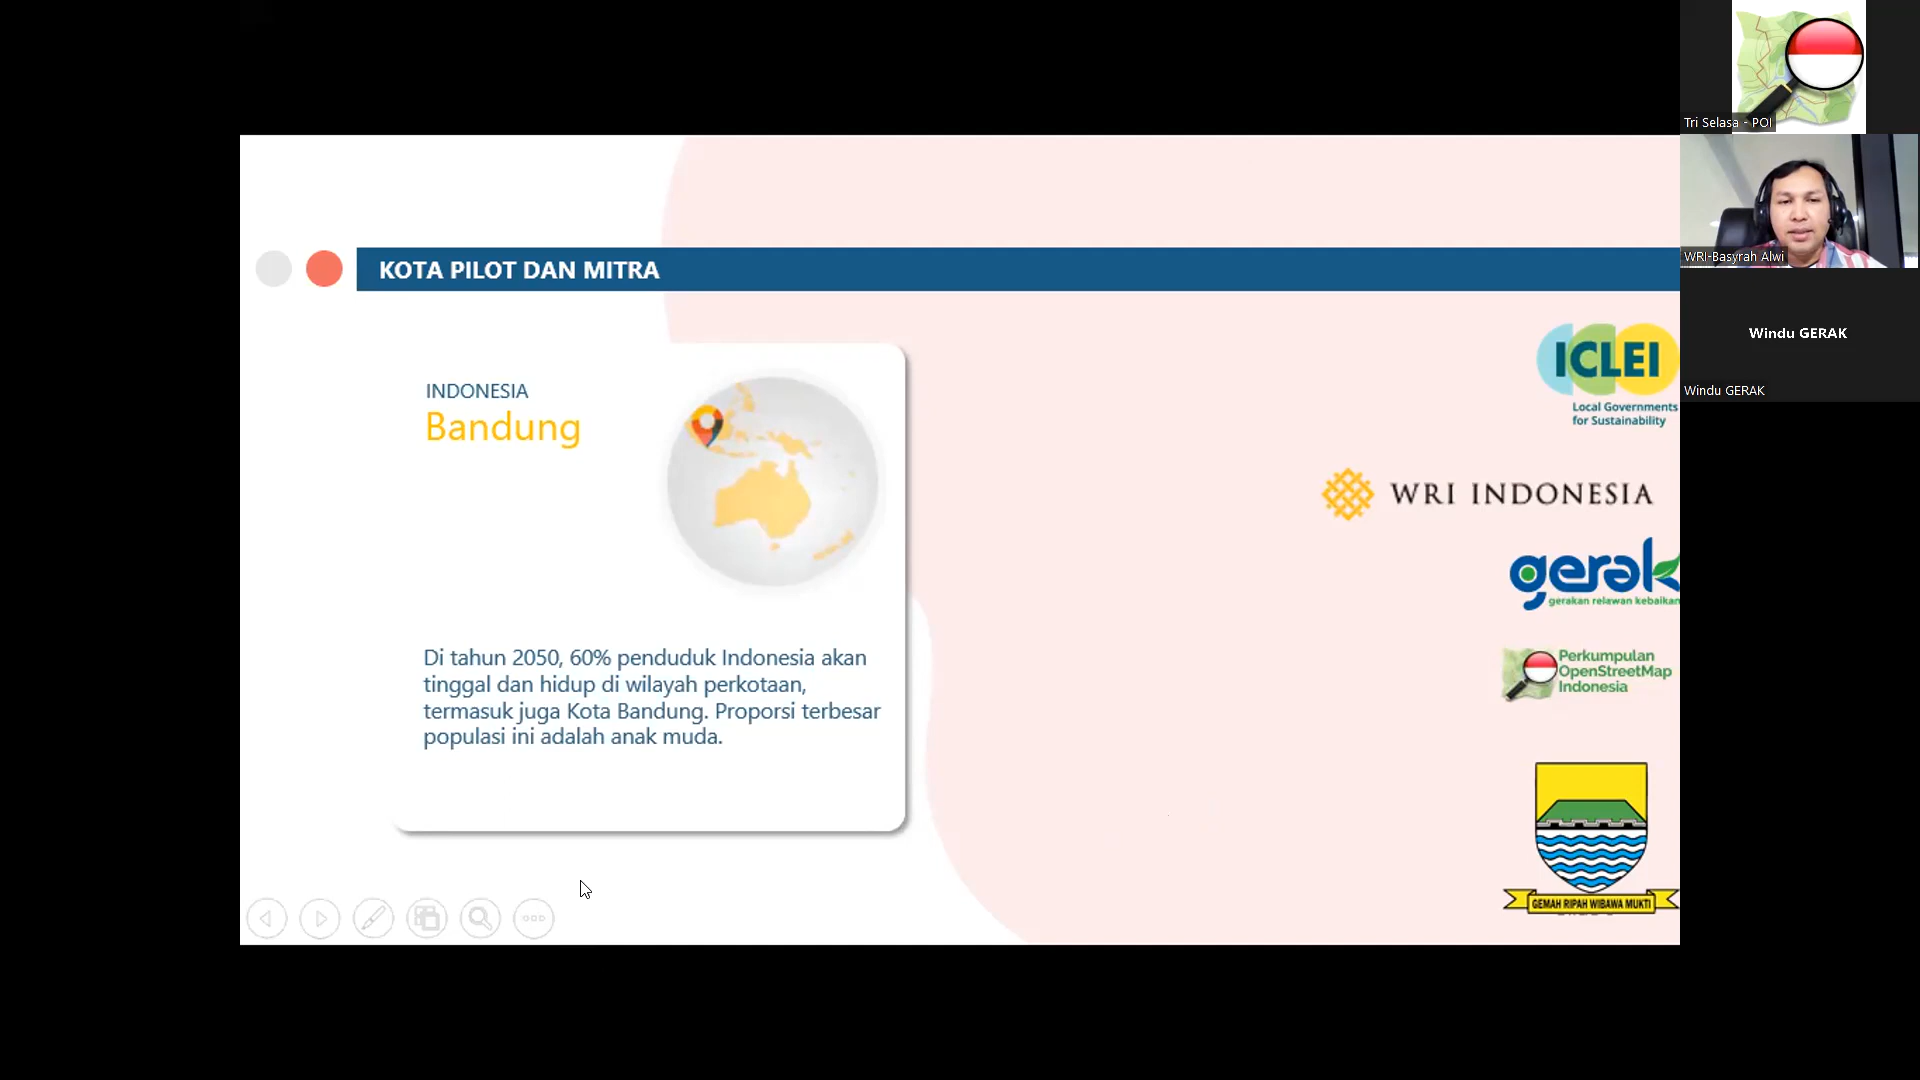 Tri Selasa - POI
WRI-Basyrah Alwi
Windu GERAK
Windu GERAK
KOTA PILOT DAN MITRA
INDONESIA
Bandung
Di tahun 2050, 60% penduduk Indonesia akan
tinggal dan hidup di wilayah perkotaan,
termasuk juga Kota Bandung. Proporsi terbesar
populasi ini adalah anak muda.
ICLEI
Local Governments
for Sustainability
WRI INDONESIA
gerak
gerakan relawan kebaikan
Perkumpulan
OpenStreetMap
Indonesia
GEMAH RIPAH WIBAWA MUKTI